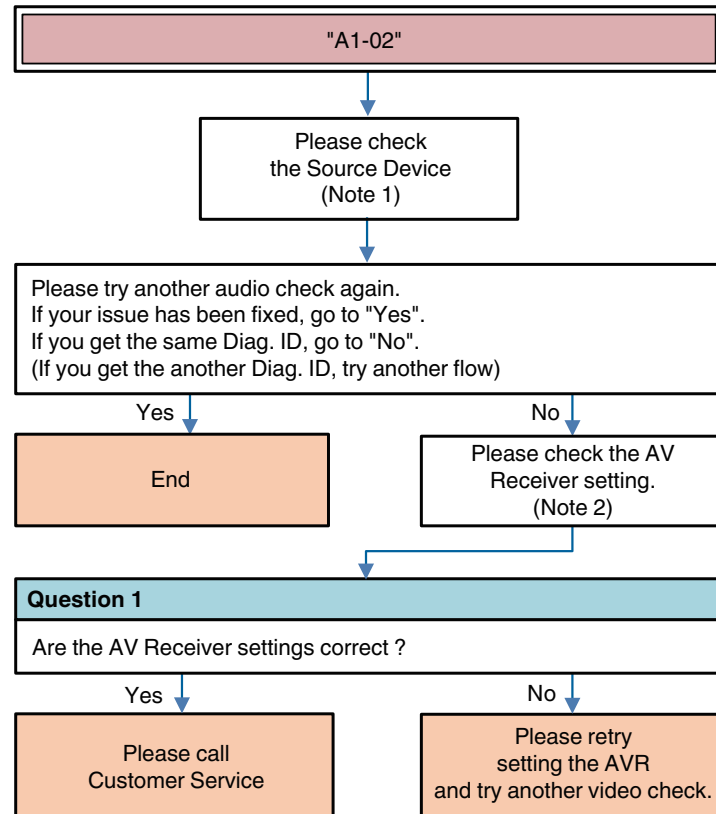 "A1-02"
Please check
the Source Device
(Note 1)
Please try another audio check again.
If your issue has been fixed, go to "Yes".
If you get the same Diag. ID, go to "No".
(If you get the another Diag. ID, try another flow)
Yes
No
End
Please check the AV
Receiver setting.
(Note 2)
Question 1
Are the AV Receiver settings correct ?
Yes
No
Please call
Customer Service
Please retry
setting the AVR
and try another video check.